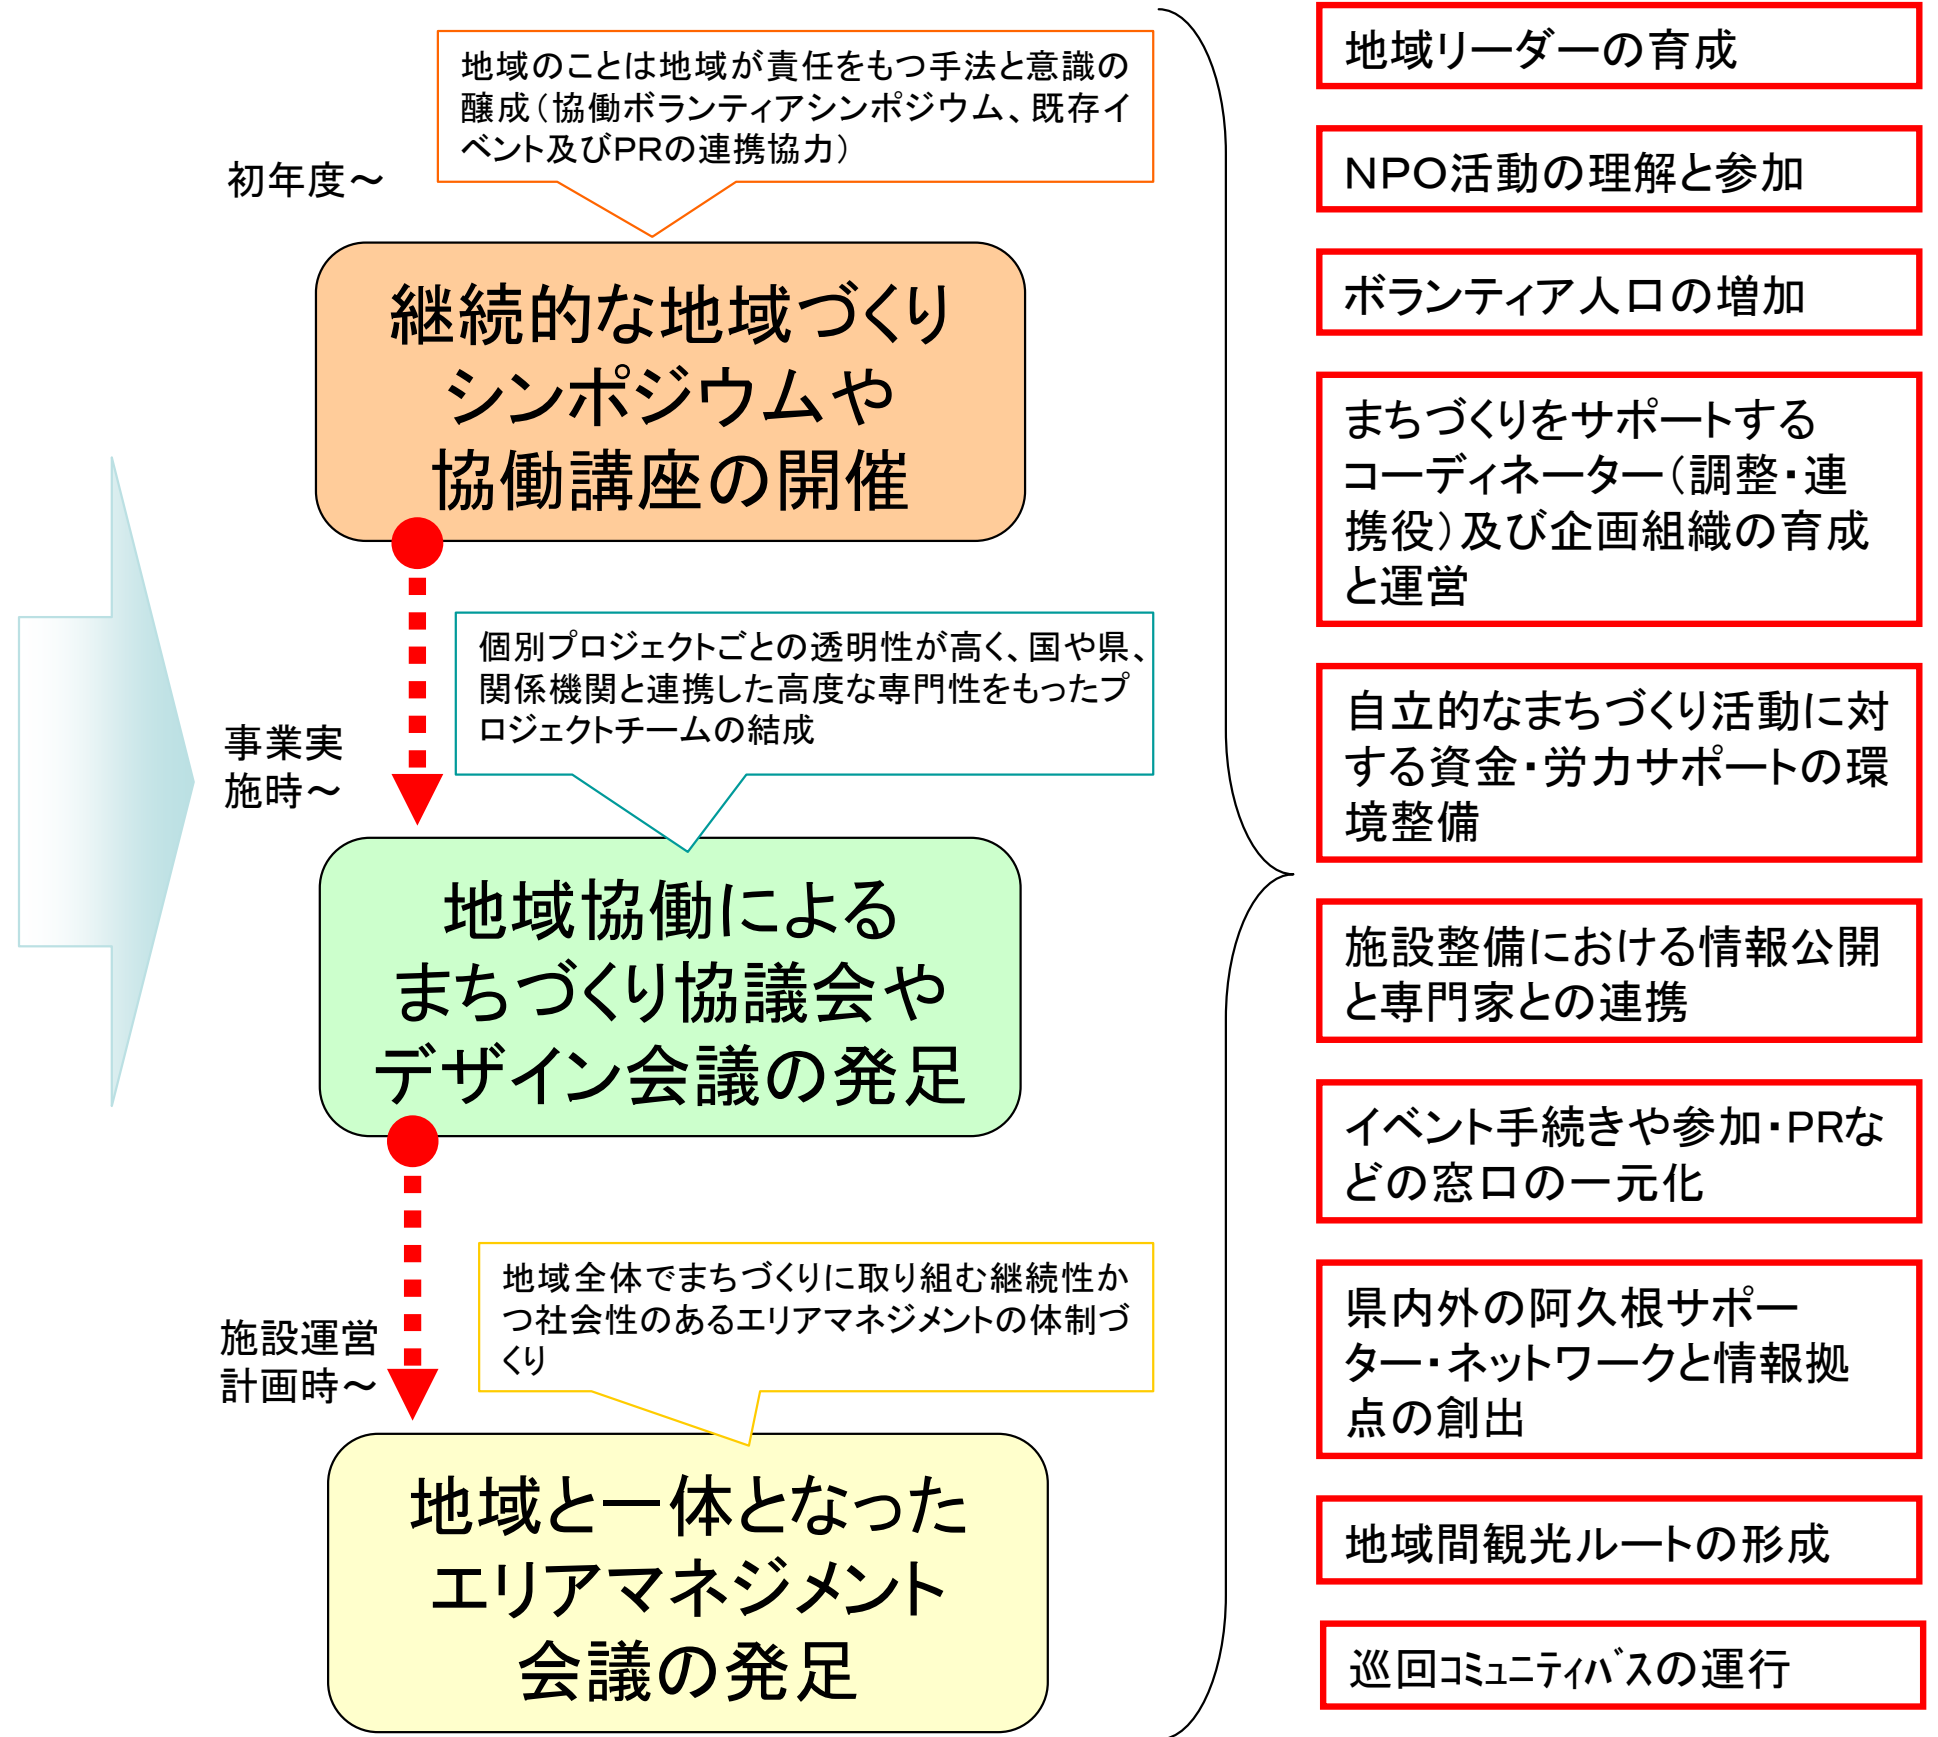 初年度～
地域のことは地域が責任をもつ手法と意識の
醸成（協働ボランティアシンポジウム、既存イ
ベント及びPRの連携協力）
継続的な地域づくり
シンポジウムや
協働講座の開催
事業実
施時～
個別プロジェクトごとの透明性が高く、国や県、
関係機関と連携した高度な専門性をもったプ
ロジェクトチームの結成
地域協働による
まちづくり協議会や
デザイン会議の発足
施設運営
計画時～
地域全体でまちづくりに取り組む継続性か
つ社会性のあるエリアマネジメントの体制づ
くり
地域と一体となった
エリアマネジメント
会議の発足
地域リーダーの育成
ＮＰＯ活動の理解と参加
ボランティア人口の増加
まちづくりをサポートする
コーディネーター（調整・連
携役）及び企画組織の育成
と運営
自立的なまちづくり活動に対
する資金・労力サポートの環
境整備
施設整備における情報公開
と専門家との連携
イベント手続きや参加・PRな
どの窓口の一元化
県内外の阿久根サポー
ター・ネットワークと情報拠
点の創出
地域間観光ルートの形成
巡回ｺﾐｭﾆﾃｨﾊﾞｽの運行